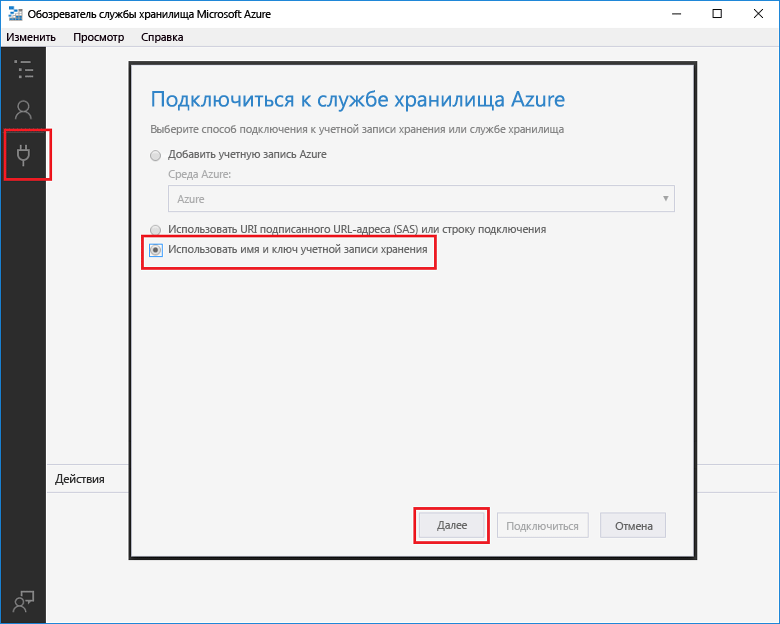 Обозреватель службы хранилища Microsoft Azure
Изменить Просмотр Справка
Подключиться к службе хранилища Azure
Выберите способ подключения к учетной записи хранения или службе хранилища
Добавить учетную запись Azure
Среда Azure:
Azure
Использовать URI подписанного URL-адреса (SAS) или строку подключения
Использовать имя и ключ учетной записи хранения
Действия
Далее Подключиться Отмена